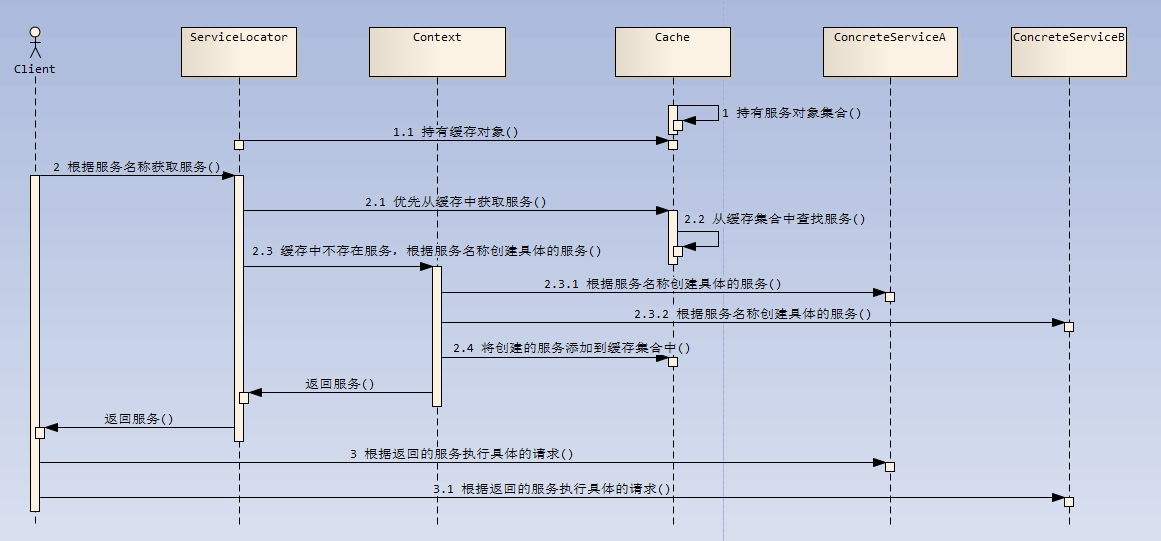 Client
ServiceLocator
Context
Cache
ConcreteServiceA
ConcreteServiceB
1 持有服务对象集合()
1.1 持有缓存对象()
2 根据服务名称获取服务()
2.1 优先从缓存中获取服务()
2.2 从缓存集合中查找服务()
2.3 缓存中不存在服务，根据服务名称创建具体的服务()
2.3.1 根据服务名称创建具体的服务()
2.3.2 根据服务名称创建具体的服务()
2.4 将创建的服务添加到缓存集合中()
返回服务()
返回服务()
3 根据返回的服务执行具体的请求()
3.1 根据返回的服务执行具体的请求()